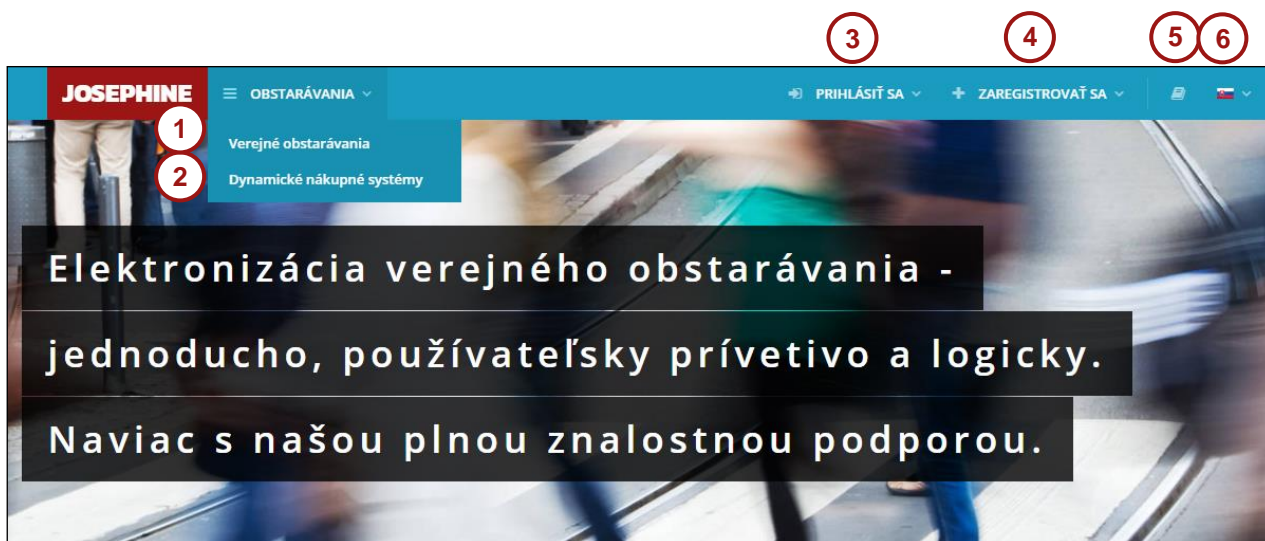 3 4 5 6
JOSEPHINE OBSTARÁVANIA PRIHLÁSIŤ SA ZAREGISTROVAŤ SA
1 Verejné obstarávania
2 Dynamické nákupné systémy
Elektronizácia verejného obstarávania -
jednoducho, používateľsky prívetivo a logicky.
Naviac s našou plnou znalostnou podporou.